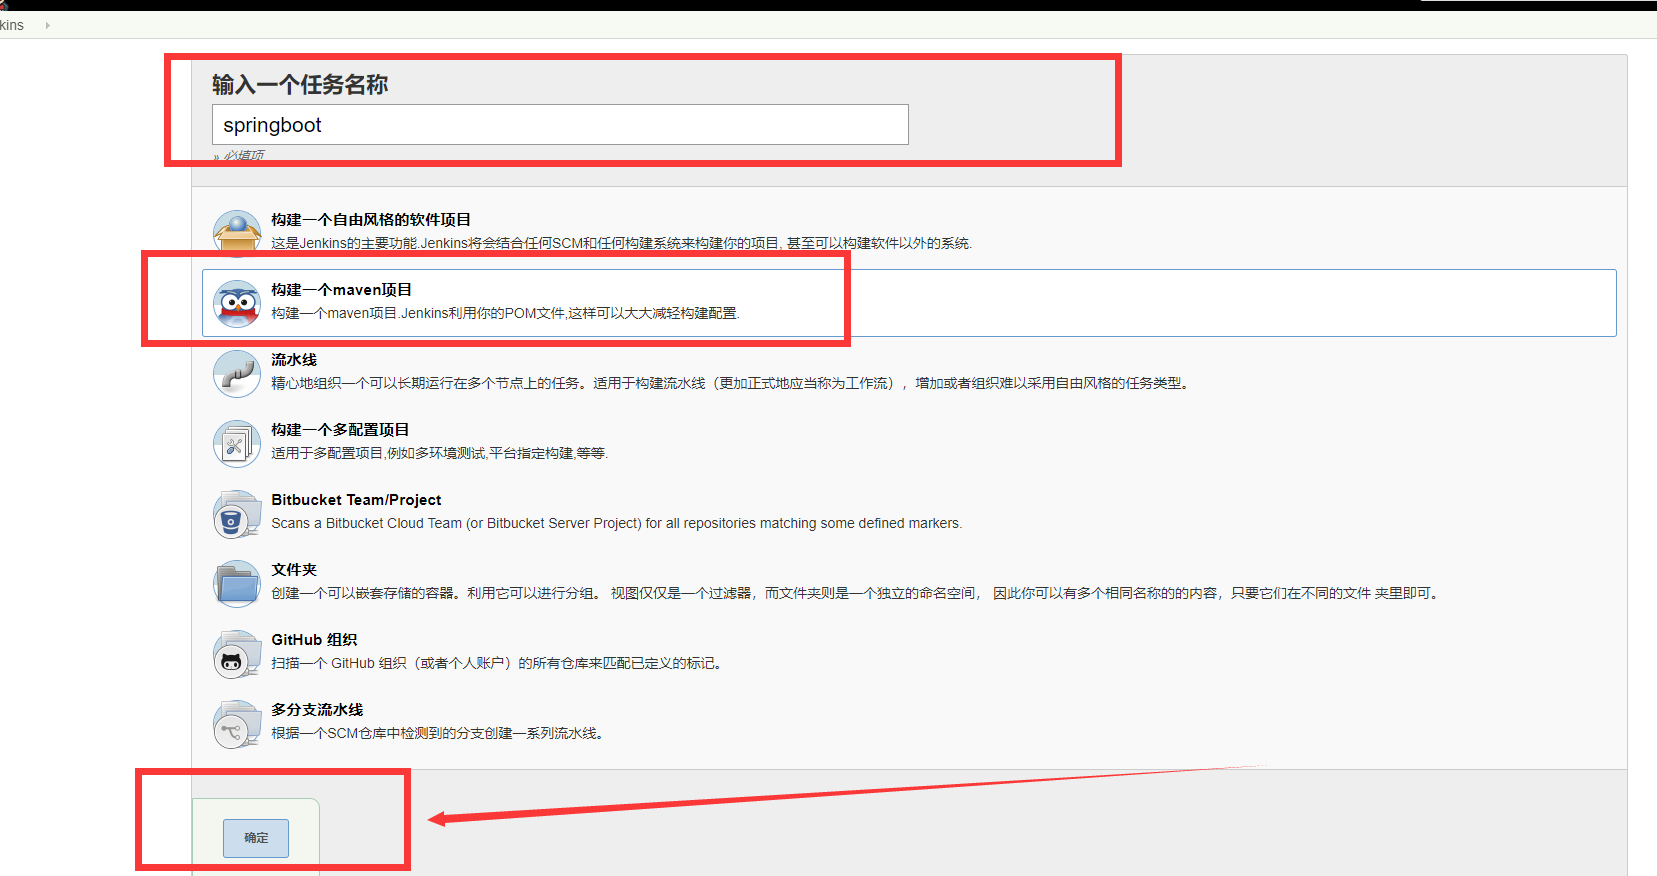 kins
输入一个任务名称
springboot
» 必填项
构建一个自由风格的软件项目
这是Jenkins的主要功能.Jenkins将会结合任何SCM和任何构建系统来构建你的项目, 甚至可以构建软件以外的系统.
构建一个maven项目
构建一个maven项目.Jenkins利用你的POM文件,这样可以大大减轻构建配置.
流水线
精心地组织一个可以长期运行在多个节点上的任务。适用于构建流水线（更加正式地应当称为工作流），增加或者组织难以采用自由风格的任务类型。
构建一个多配置项目
适用于多配置项目,例如多环境测试,平台指定构建,等等.
Bitbucket Team/Project
Scans a Bitbucket Cloud Team (or Bitbucket Server Project) for all repositories matching some defined markers.
文件夹
创建一个可以嵌套存储的容器。利用它可以进行分组。 视图仅仅是一个过滤器，而文件夹则是一个独立的命名空间， 因此你可以有多个相同名称的的内容，只要它们在不同的文件 夹里即可。
GitHub 组织
扫描一个 GitHub 组织（或者个人账户）的所有仓库来匹配已定义的标记。
多分支流水线
根据一个SCM仓库中检测到的分支创建一系列流水线。
确定